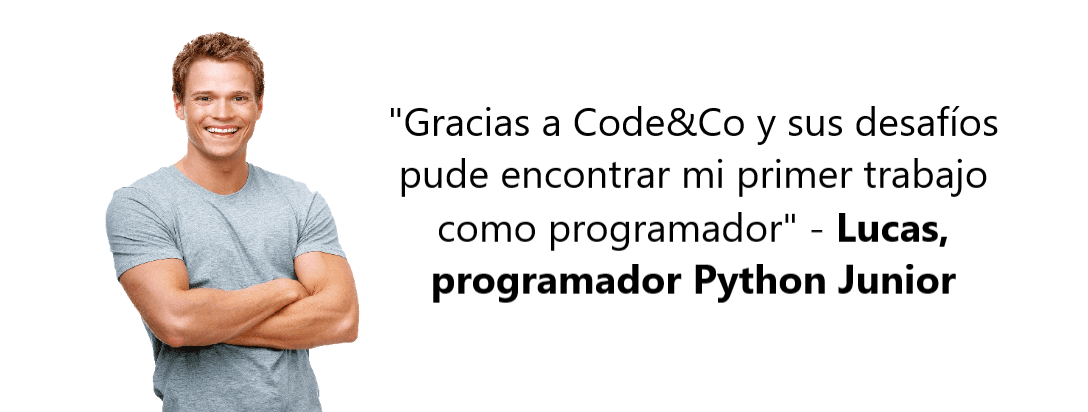 "Gracias a Code&Co y sus desafíos
pude encontrar mi primer trabajo
como programador" - Lucas,
programador Python Junior